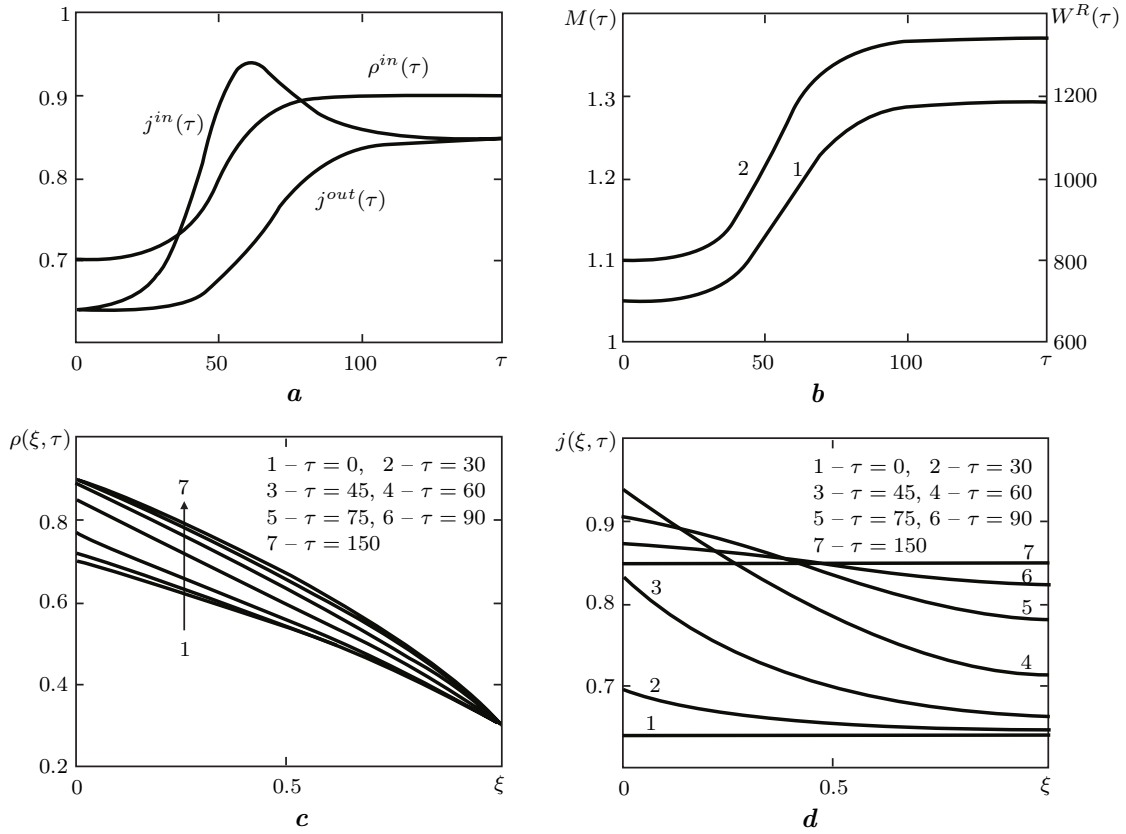 1
0.9
0.8
0.7
0
50
100
τ
ρ^{in}(τ)
j^{in}(τ)
j^{out}(τ)
a
M(τ)
W^R(τ)
1.3
1.2
1.1
1
1200
1000
800
600
0
50
100
τ
2
1
b
ρ(ξ, τ)
0.8
0.6
0.4
0.2
0
0.5
ξ
1 – τ = 0, 2 – τ = 30
3 – τ = 45, 4 – τ = 60
5 – τ = 75, 6 – τ = 90
7 – τ = 150
7
1
c
j(ξ, τ)
0.9
0.8
0.7
0
0.5
ξ
1 – τ = 0, 2 – τ = 30
3 – τ = 45, 4 – τ = 60
5 – τ = 75, 6 – τ = 90
7 – τ = 150
7
6
3
5
4
2
1
d